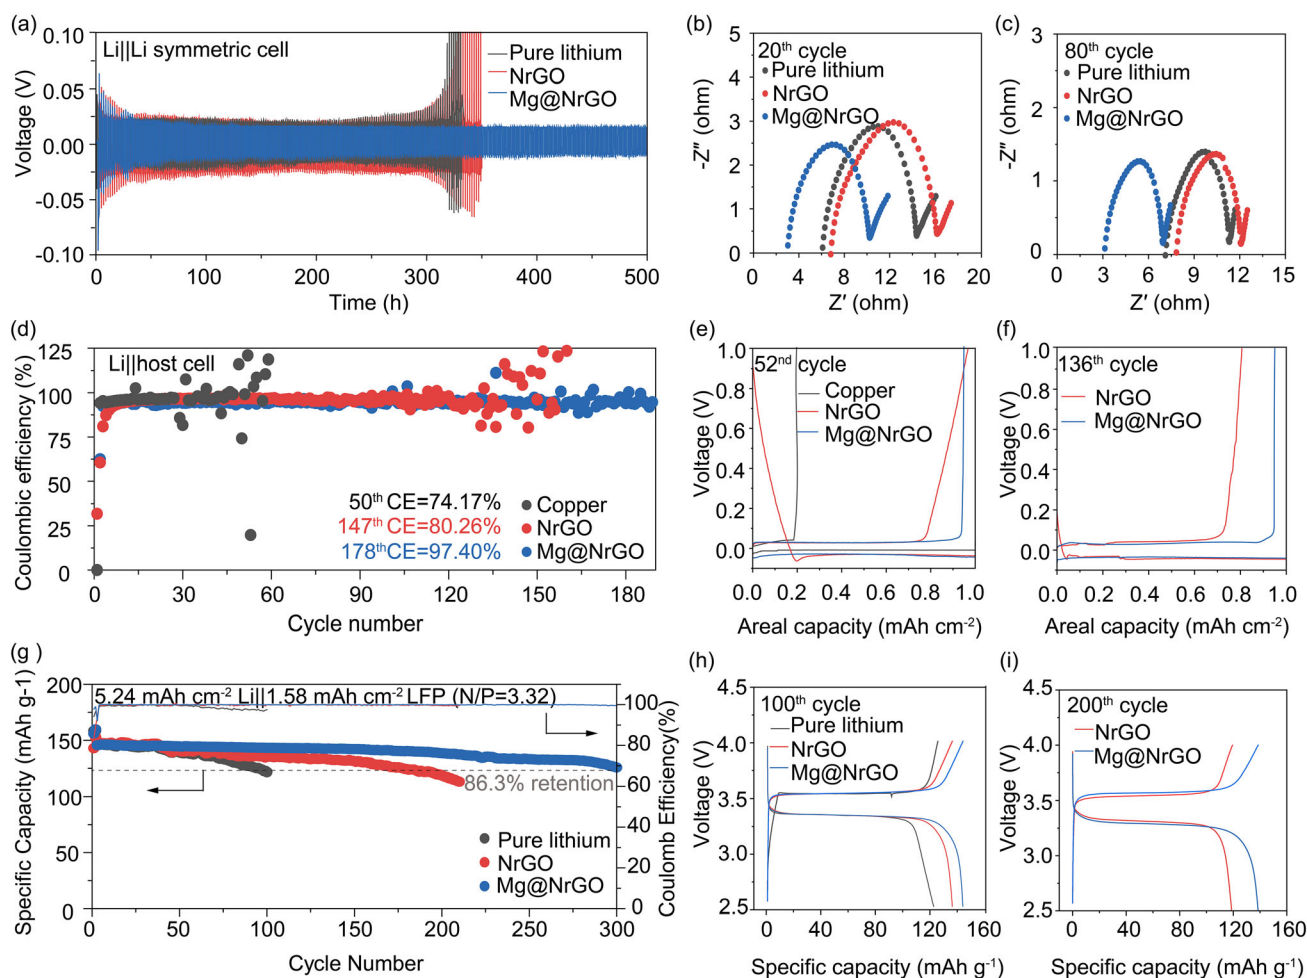 (a)
Li||Li symmetric cell
Pure lithium
NrGO
Mg@NrGO
0.10
0.05
0.00
-0.05
-0.10
Voltage (V)
0 100 200 300 400 500
Time (h)
(b)
20th cycle
Pure lithium
NrGO
Mg@NrGO
5
4
3
2
1
0
-Z″ (ohm)
0 4 8 12 16 20
Z′ (ohm)
(c)
80th cycle
Pure lithium
NrGO
Mg@NrGO
-3
-2
-1
0
-Z″ (ohm)
0 3 6 9 12 15
Z′ (ohm)
(d)
Li||host cell
125
100
75
50
25
0
Coulombic efficiency (%)
50th CE=74.17%
147th CE=80.26%
178th CE=97.40%
Copper
NrGO
Mg@NrGO
0 30 60 90 120 150 180
Cycle number
(e)
52nd cycle
Copper
NrGO
Mg@NrGO
1.0
0.8
0.6
0.4
0.2
0.0
Voltage (V)
0.0 0.2 0.4 0.6 0.8 1.0
Areal capacity (mAh cm-2)
(f)
136th cycle
NrGO
Mg@NrGO
1.0
0.8
0.6
0.4
0.2
0.0
Voltage (V)
0.0 0.2 0.4 0.6 0.8 1.0
Areal capacity (mAh cm-2)
(g )
5.24 mAh cm-2 Li||1.58 mAh cm-2 LFP (N/P=3.32)
200
150
100
50
0
Specific Capacity (mAh g-1)
86.3% retention
Pure lithium
NrGO
Mg@NrGO
100
80
60
40
20
0
Coulomb Efficiency(%)
0 50 100 150 200 250 300
Cycle Number
(h)
100th cycle
Pure lithium
NrGO
Mg@NrGO
4.5
4.0
3.5
3.0
2.5
Voltage (V)
0 40 80 120 160
Specific capacity (mAh g-1)
(i)
200th cycle
NrGO
Mg@NrGO
4.5
4.0
3.5
3.0
2.5
Voltage (V)
0 40 80 120 160
Specific capacity (mAh g-1)